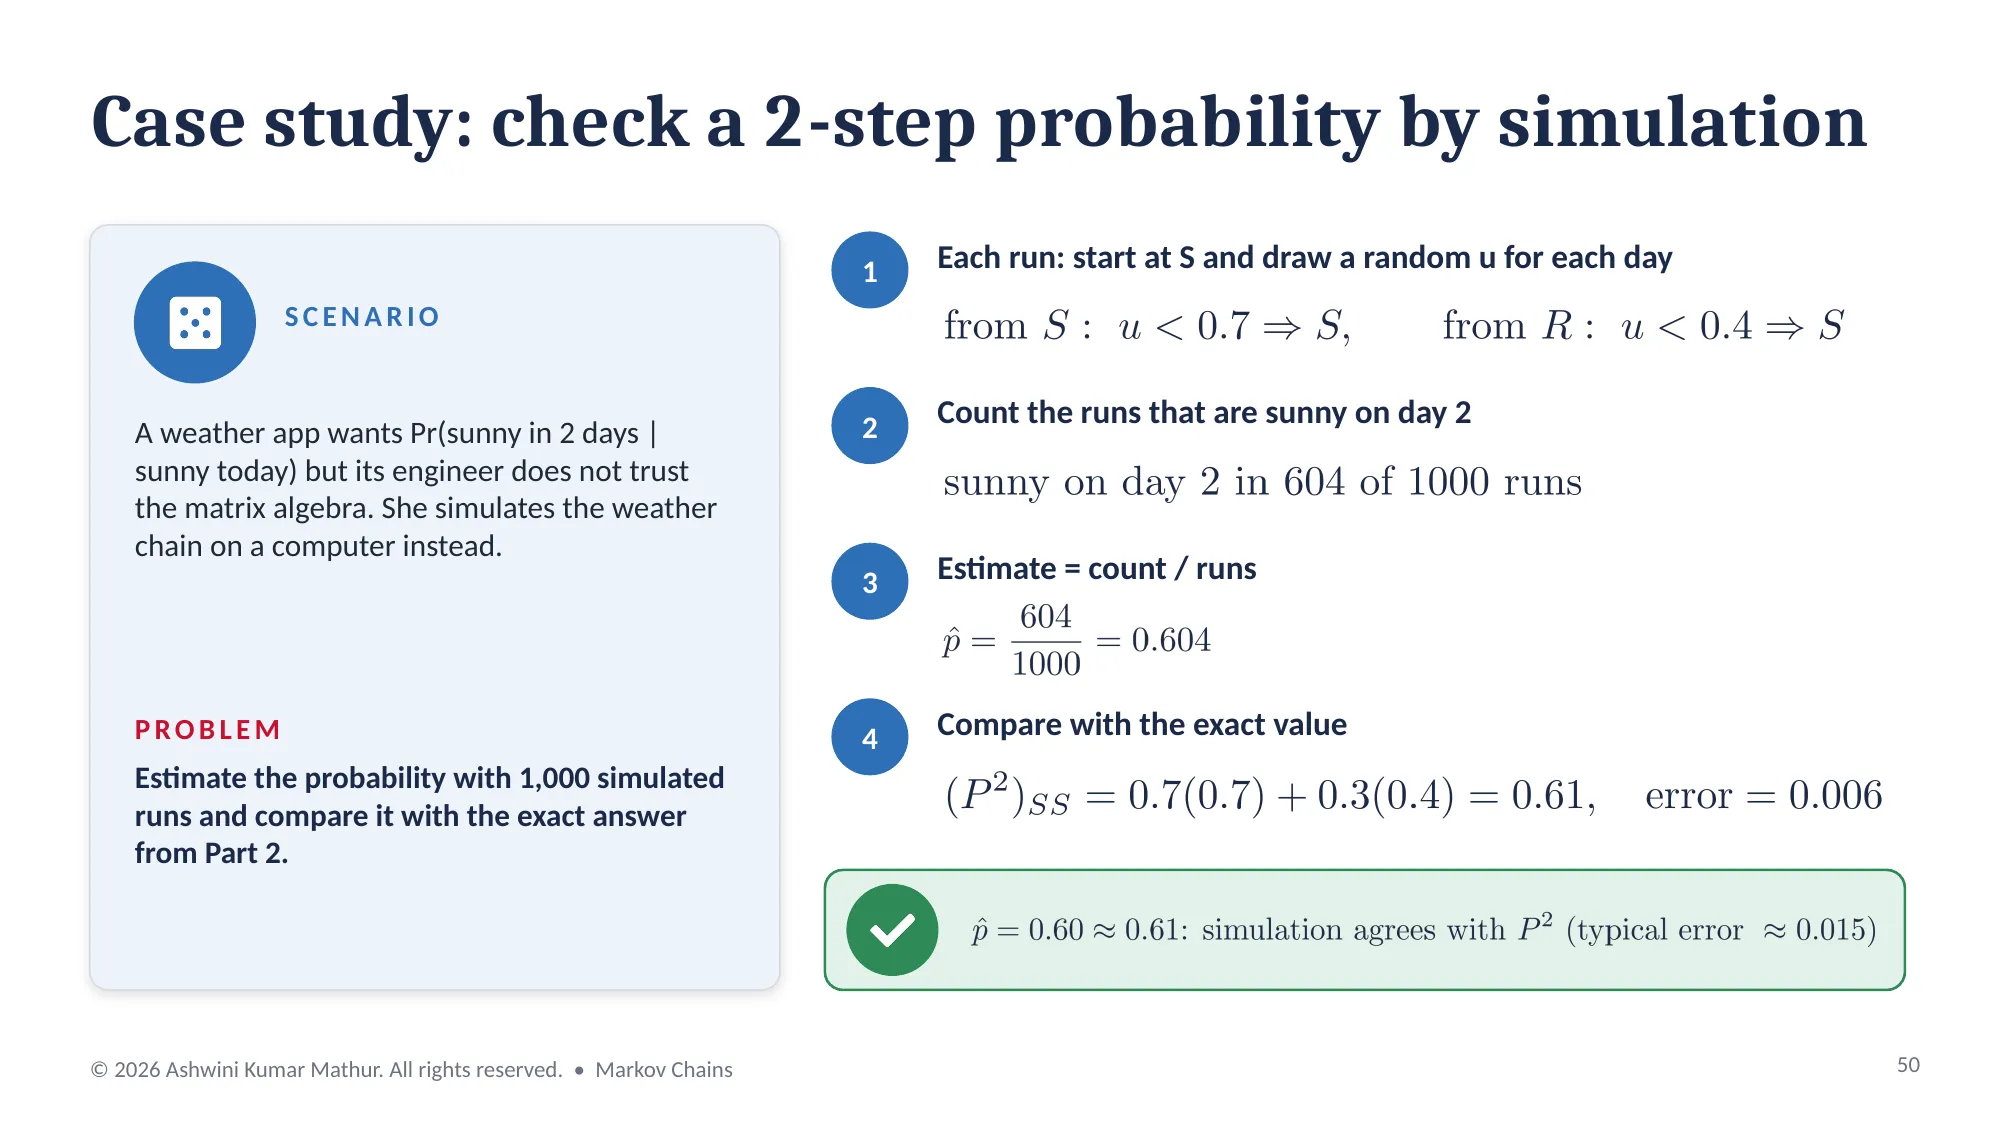 Case study: check a 2-step probability by simulation
SCENARIO
A weather app wants Pr(sunny in 2 days |
sunny today) but its engineer does not trust
the matrix algebra. She simulates the weather
chain on a computer instead.
PROBLEM
Estimate the probability with 1,000 simulated
runs and compare it with the exact answer
from Part 2.
1
Each run: start at S and draw a random u for each day
from S : u < 0.7 ⇒ S, from R : u < 0.4 ⇒ S
2
Count the runs that are sunny on day 2
sunny on day 2 in 604 of 1000 runs
3
Estimate = count / runs
p̂ = 604/1000 = 0.604
4
Compare with the exact value
(P²)_SS = 0.7(0.7) + 0.3(0.4) = 0.61, error = 0.006
p̂ = 0.60 ≈ 0.61: simulation agrees with P² (typical error ≈ 0.015)
© 2026 Ashwini Kumar Mathur. All rights reserved. • Markov Chains
50